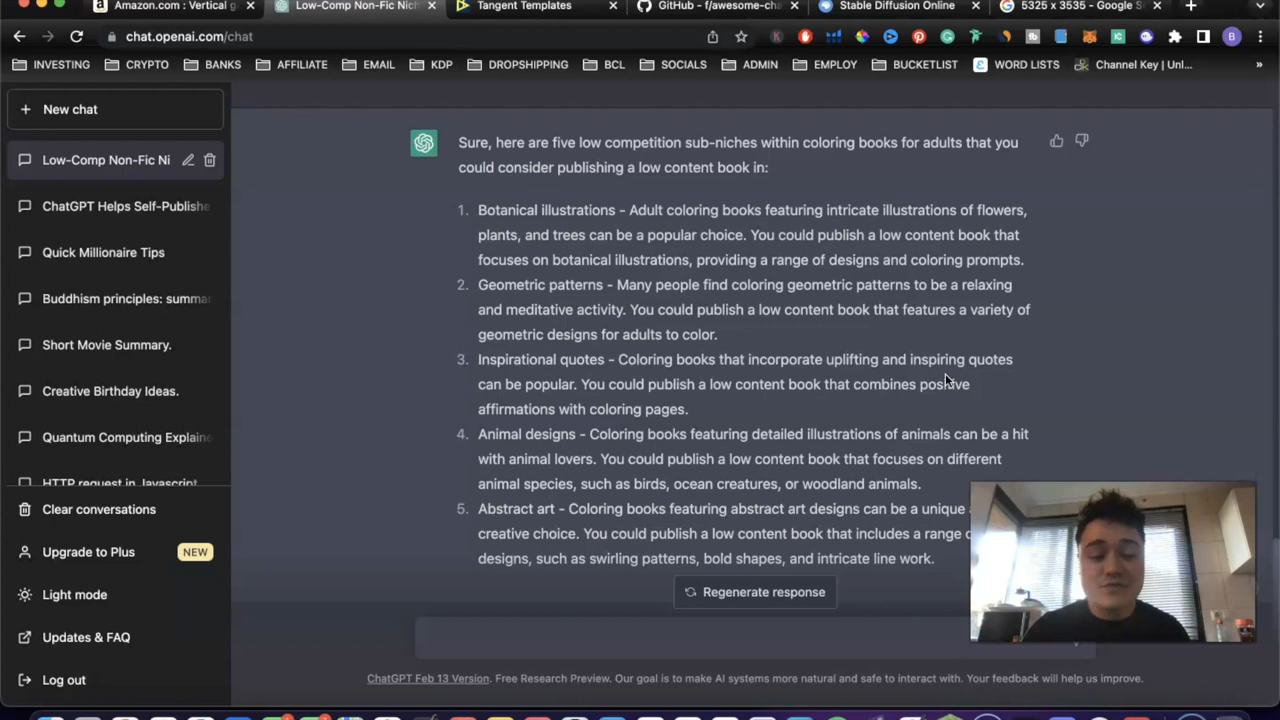 Amazon.com : Vertical g
Low-Comp Non-Fic Nich
Tangent Templates
GitHub - f/awesome-cha
Stable Diffusion Online
5325 x 3535 - Google S
chat.openai.com/chat
INVESTING
CRYPTO
BANKS
AFFILIATE
EMAIL
KDP
DROPSHIPPING
BCL
SOCIALS
ADMIN
EMPLOY
BUCKETLIST
WORD LISTS
Channel Key | Unl...
New chat
Low-Comp Non-Fic Ni
ChatGPT Helps Self-Publishe
Quick Millionaire Tips
Buddhism principles: summa
Short Movie Summary.
Creative Birthday Ideas.
Quantum Computing Explaine
HTTP request in Javascript
Clear conversations
Upgrade to Plus NEW
Light mode
Updates & FAQ
Log out
Sure, here are five low competition sub-niches within coloring books for adults that you
could consider publishing a low content book in:
1. Botanical illustrations - Adult coloring books featuring intricate illustrations of flowers,
plants, and trees can be a popular choice. You could publish a low content book that
focuses on botanical illustrations, providing a range of designs and coloring prompts.
2. Geometric patterns - Many people find coloring geometric patterns to be a relaxing
and meditative activity. You could publish a low content book that features a variety of
geometric designs for adults to color.
3. Inspirational quotes - Coloring books that incorporate uplifting and inspiring quotes
can be popular. You could publish a low content book that combines positive
affirmations with coloring pages.
4. Animal designs - Coloring books featuring detailed illustrations of animals can be a hit
with animal lovers. You could publish a low content book that focuses on different
animal species, such as birds, ocean creatures, or woodland animals.
5. Abstract art - Coloring books featuring abstract art designs can be a unique
creative choice. You could publish a low content book that includes a range
designs, such as swirling patterns, bold shapes, and intricate line work.
Regenerate response
ChatGPT Feb 13 Version. Free Research Preview. Our goal is to make AI systems more natural and safe to interact with. Your feedback will help us improve.